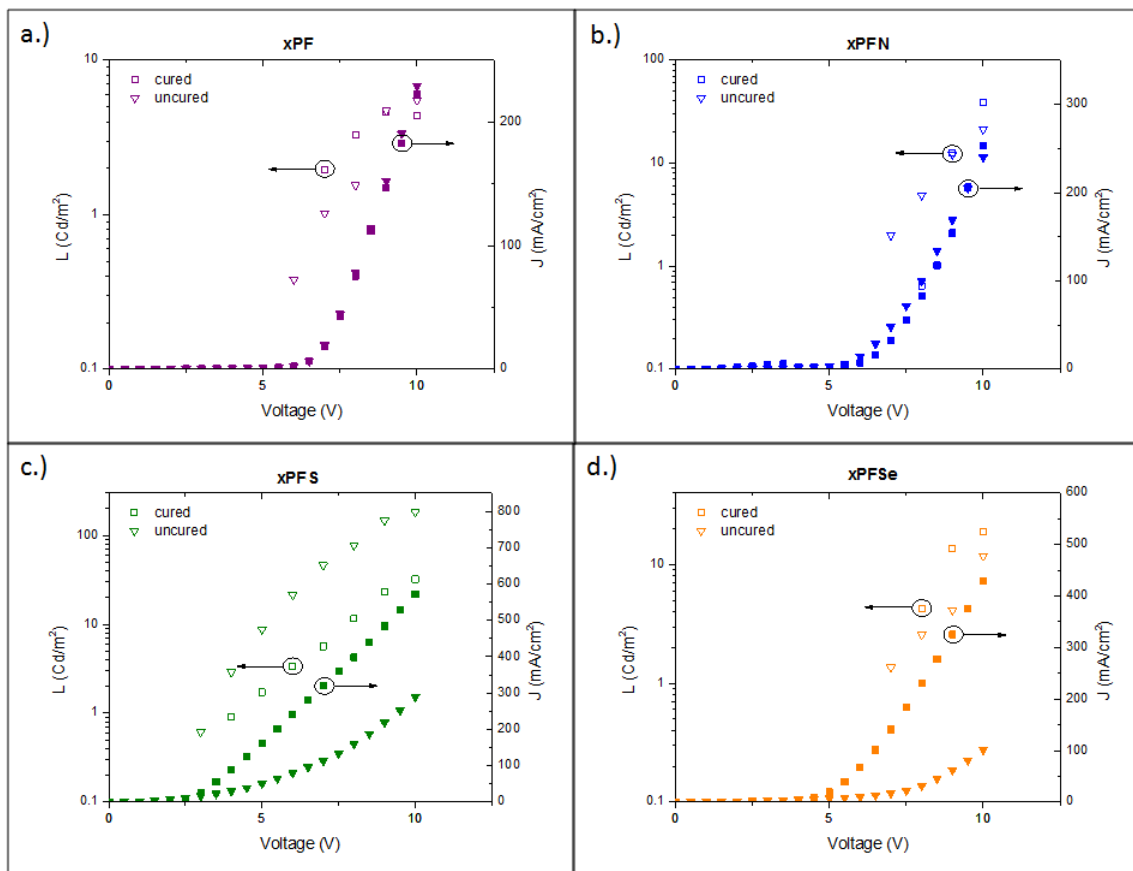 a.)
xPF
cured
uncured
L (Cd/m²)
10
1
0.1
J (mA/cm²)
200
100
0
0
5
10
Voltage (V)
b.)
xPFN
cured
uncured
L (Cd/m²)
100
10
1
0.1
J (mA/cm²)
300
200
100
0
0
5
10
Voltage (V)
c.)
xPFS
cured
uncured
L (Cd/m²)
100
10
1
0.1
J (mA/cm²)
800
700
600
500
400
300
200
100
0
0
5
10
Voltage (V)
d.)
xPFSe
cured
uncured
L (Cd/m²)
10
1
0.1
J (mA/cm²)
600
500
400
300
200
100
0
0
5
10
Voltage (V)